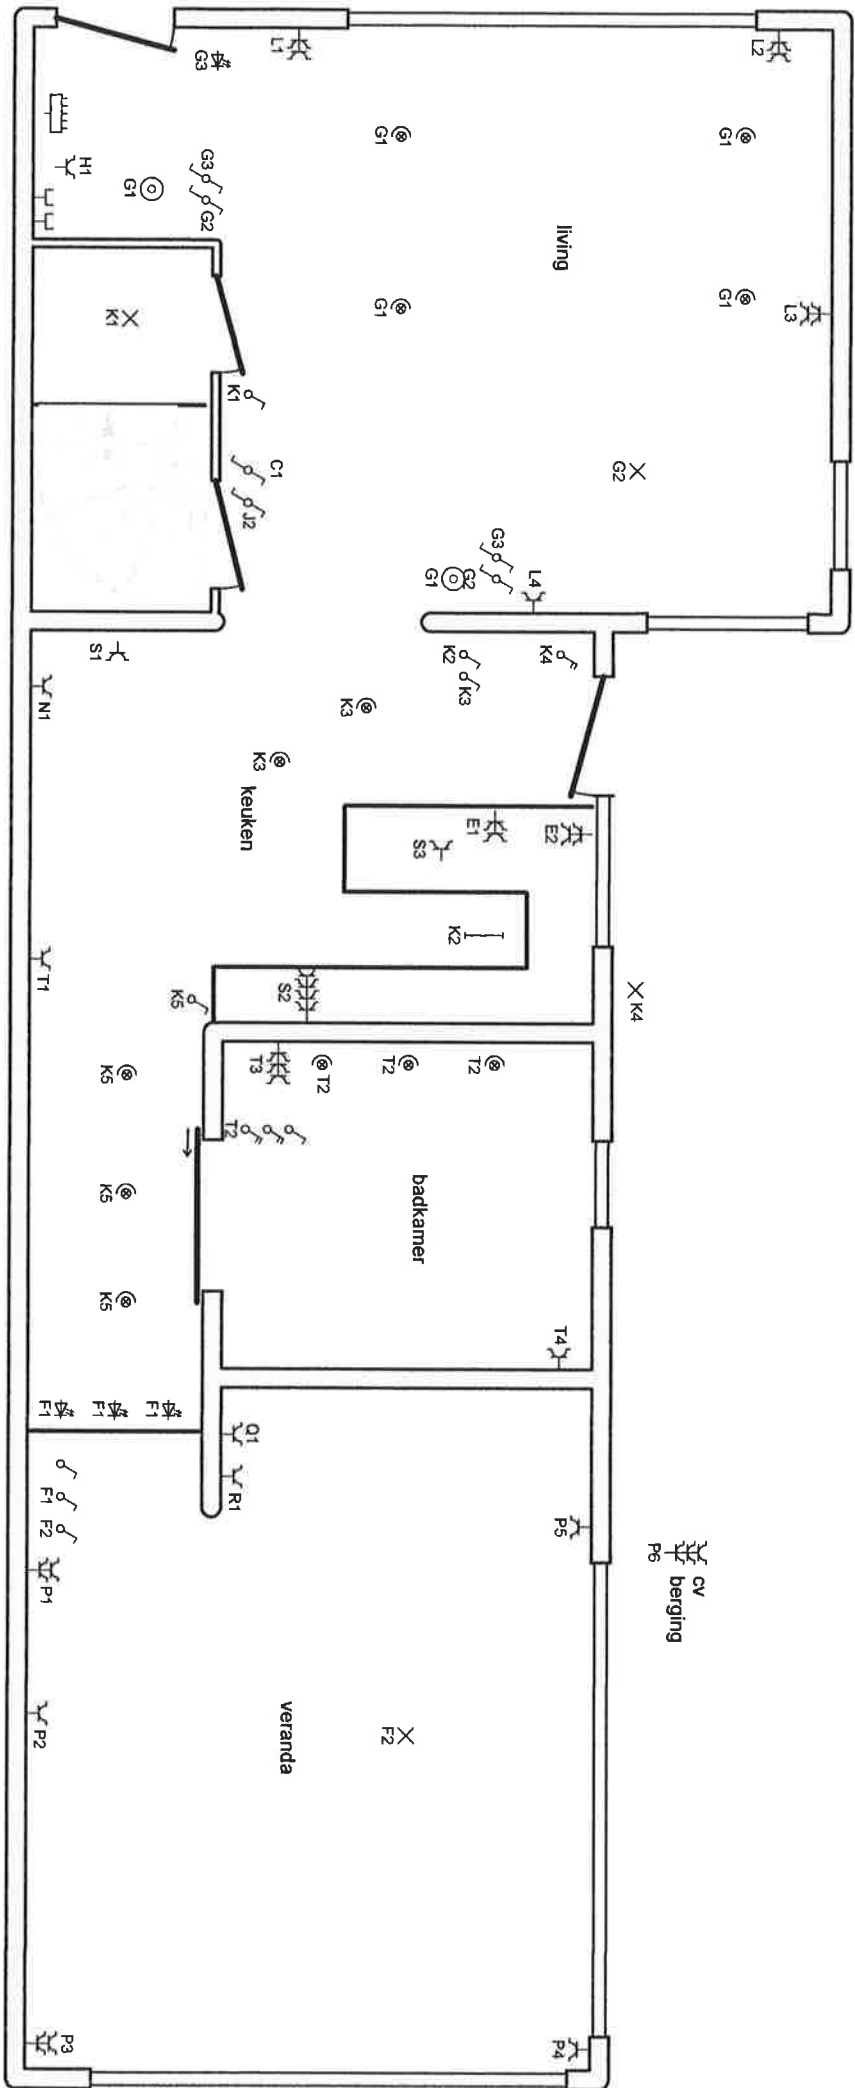 G3
L1
L2
G1
G1
H1
G3
G1
G2
living
G1
G1
L3
K1
K1
G2
C1
J2
G3
G2
G1
L4
S1
K2
K4
N1
K3
K3
K3
keuken
E1
E2
S3
K2
T1
S2
K5
K4
K5
T3
T2
T2
T2
T2
K5
badkamer
K5
T4
F1
F1
F1
Q1
R1
F1
F2
P1
P5
P6
cv
berging
P2
veranda
F2
P3
P4